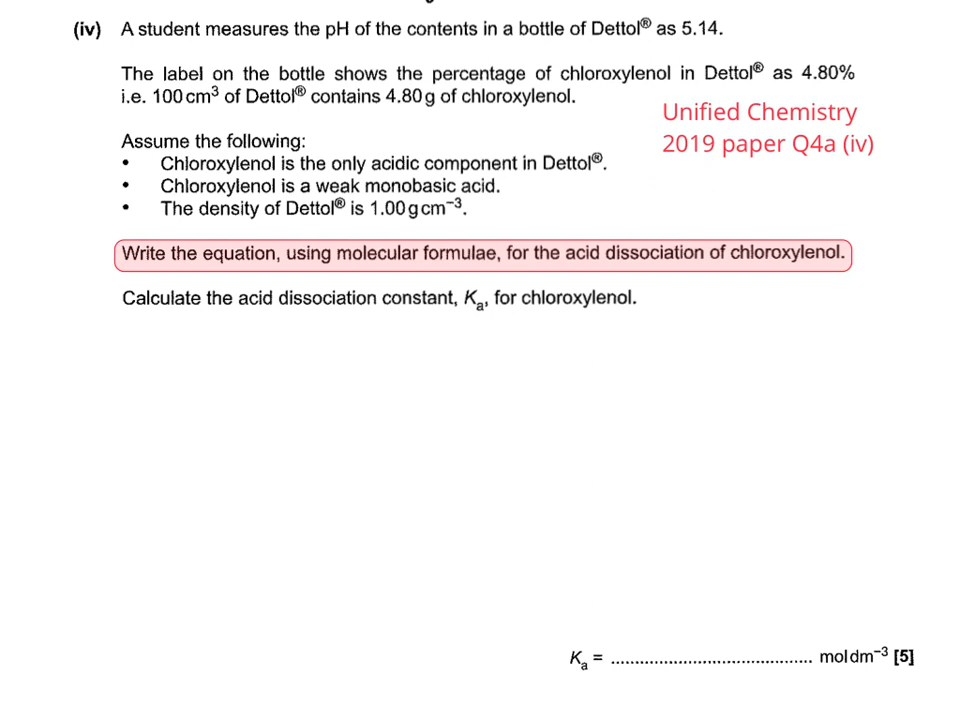 (iv) A student measures the pH of the contents in a bottle of Dettol® as 5.14.
The label on the bottle shows the percentage of chloroxylenol in Dettol® as 4.80%
i.e. 100 cm³ of Dettol® contains 4.80 g of chloroxylenol.
Unified Chemistry
2019 paper Q4a (iv)
Assume the following:
• Chloroxylenol is the only acidic component in Dettol®.
• Chloroxylenol is a weak monobasic acid.
• The density of Dettol® is 1.00 g cm⁻³.
Write the equation, using molecular formulae, for the acid dissociation of chloroxylenol.
Calculate the acid dissociation constant, Kₐ, for chloroxylenol.
Kₐ = .......................................... mol dm⁻³ [5]